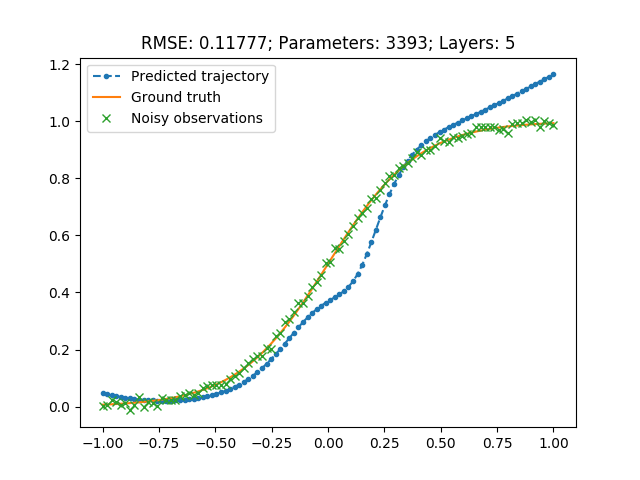 RMSE: 0.11777; Parameters: 3393; Layers: 5
Predicted trajectory
Ground truth
Noisy observations
1.2
1.0
0.8
0.6
0.4
0.2
0.0
−1.00 −0.75 −0.50 −0.25 0.00 0.25 0.50 0.75 1.00